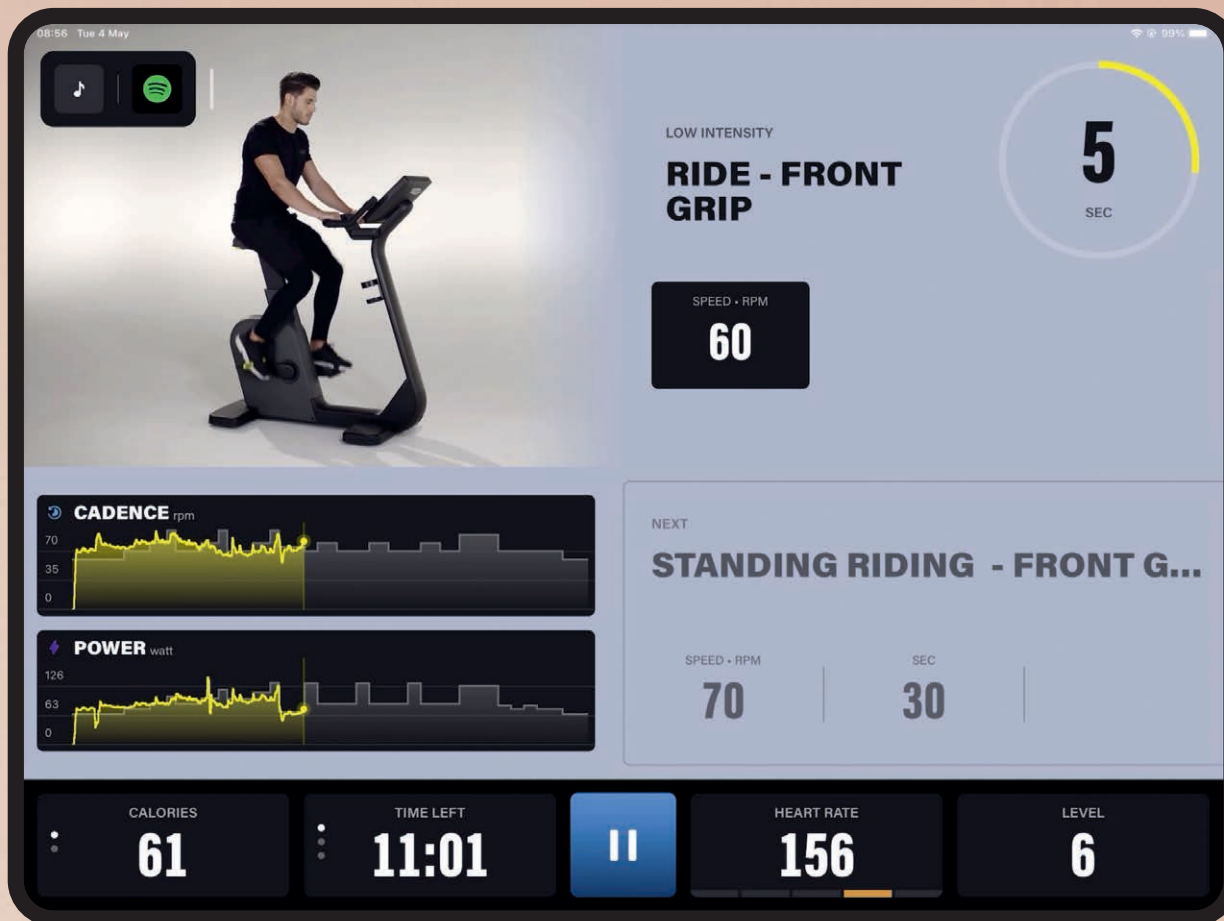 08:56 Tue 4 May
99%
LOW INTENSITY
RIDE - FRONT
GRIP
5
SEC
SPEED • RPM
60
CADENCE rpm
70
35
0
POWER watt
126
63
0
NEXT
STANDING RIDING - FRONT G...
SPEED • RPM
70
SEC
30
CALORIES
61
TIME LEFT
11:01
HEART RATE
156
LEVEL
6